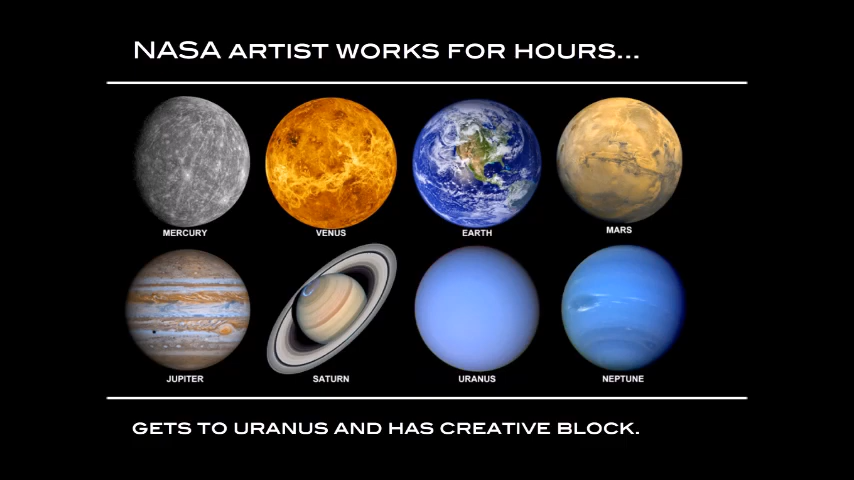 NASA ARTIST WORKS FOR HOURS...
MERCURY VENUS EARTH MARS
JUPITER SATURN URANUS NEPTUNE
GETS TO URANUS AND HAS CREATIVE BLOCK.